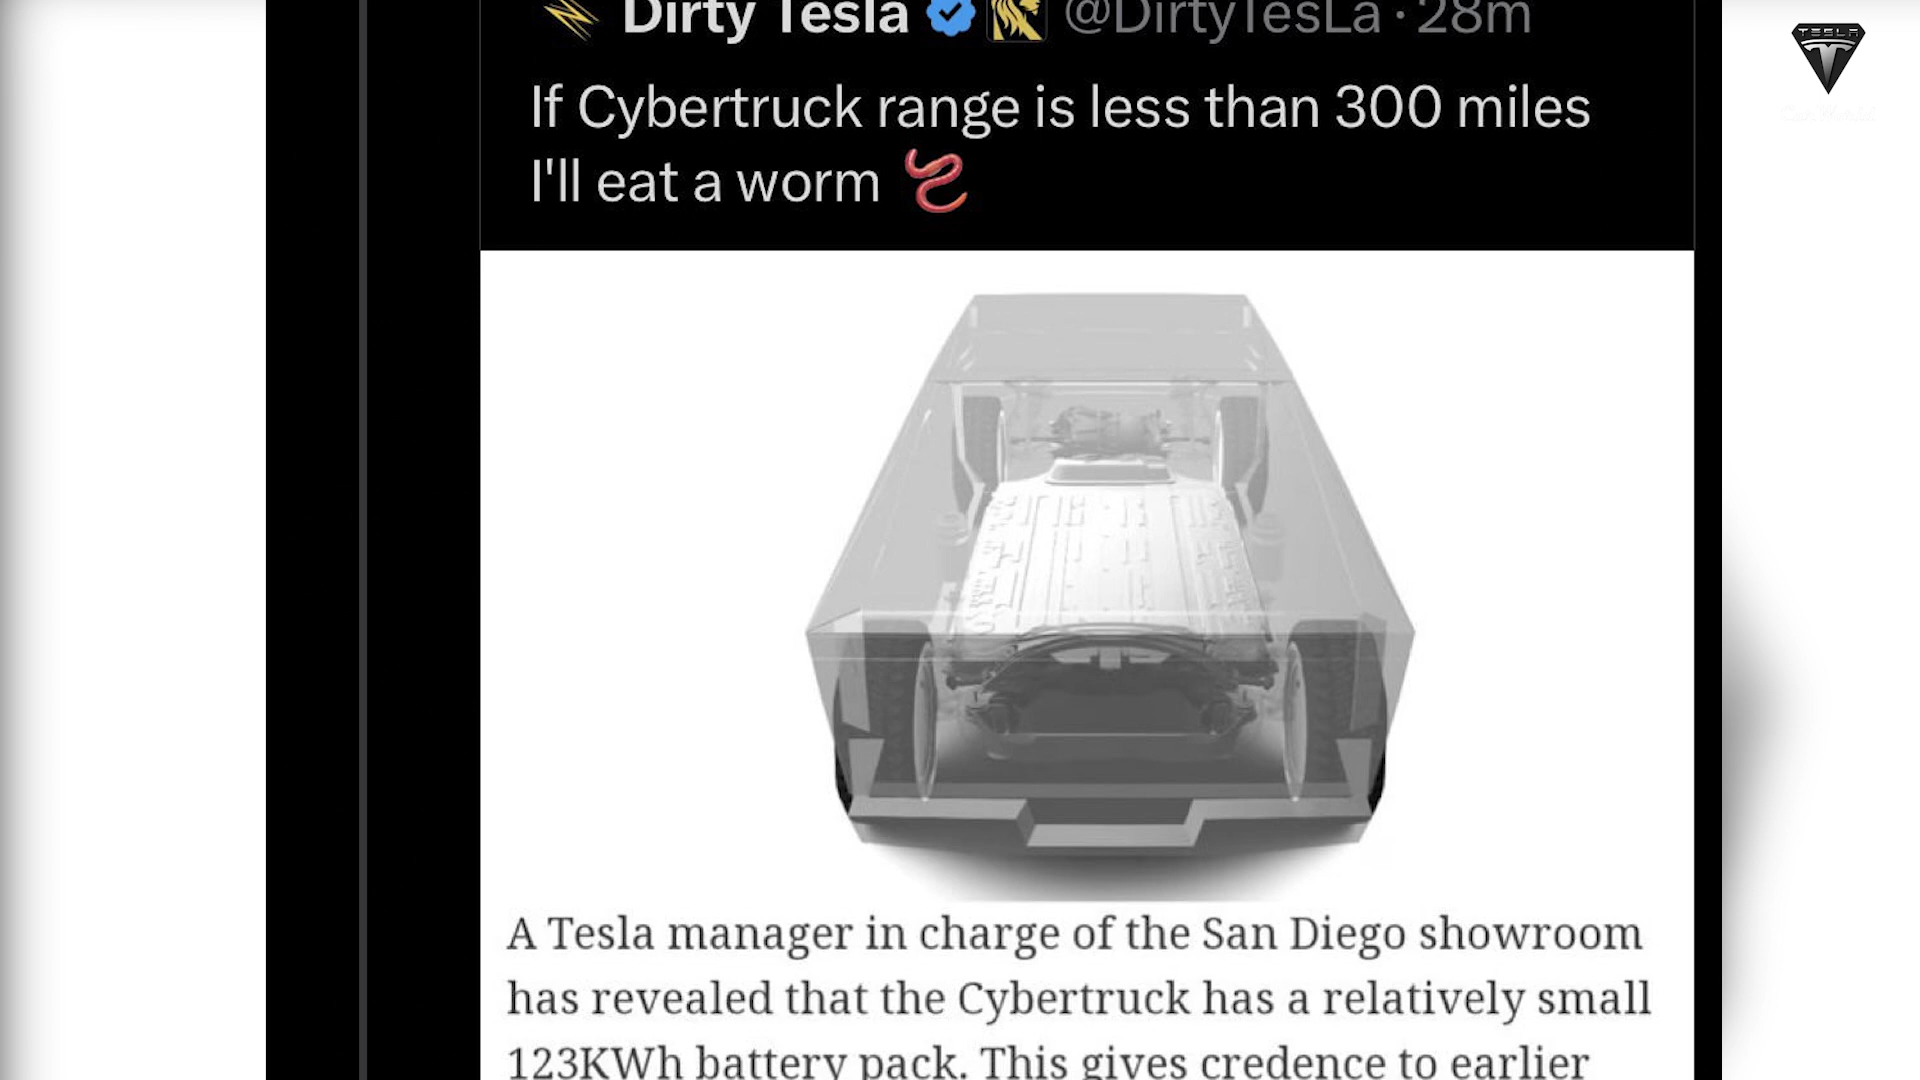 Dirty Tesla @DirtyTesLa · 28m
TESLA
If Cybertruck range is less than 300 miles
I'll eat a worm
A Tesla manager in charge of the San Diego showroom
has revealed that the Cybertruck has a relatively small
123KWh battery pack. This gives credence to earlier